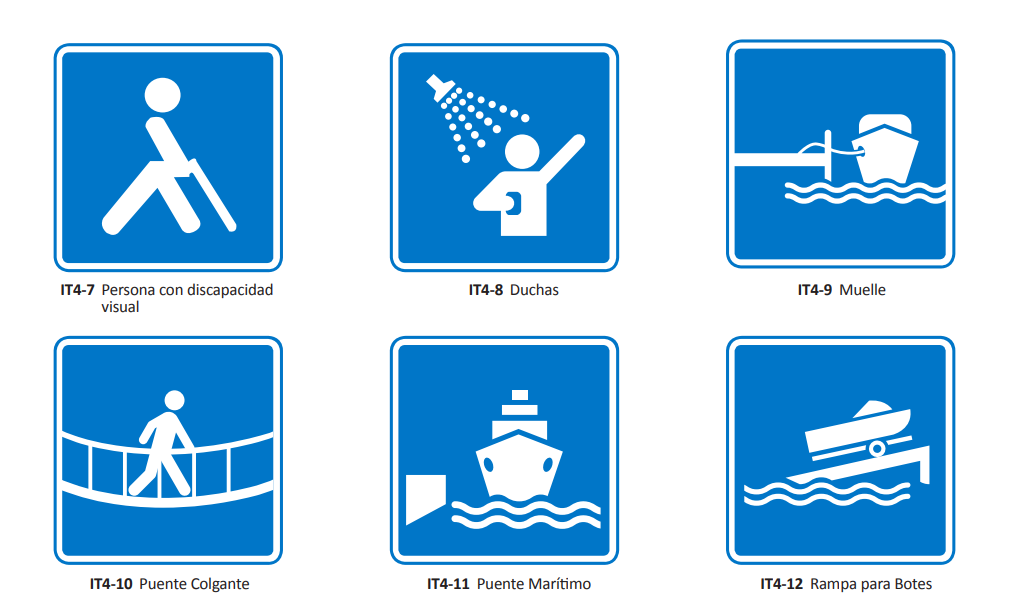 IT4-7 Persona con discapacidad
visual
IT4-8 Duchas
IT4-9 Muelle
IT4-10 Puente Colgante
IT4-11 Puente Marítimo
IT4-12 Rampa para Botes